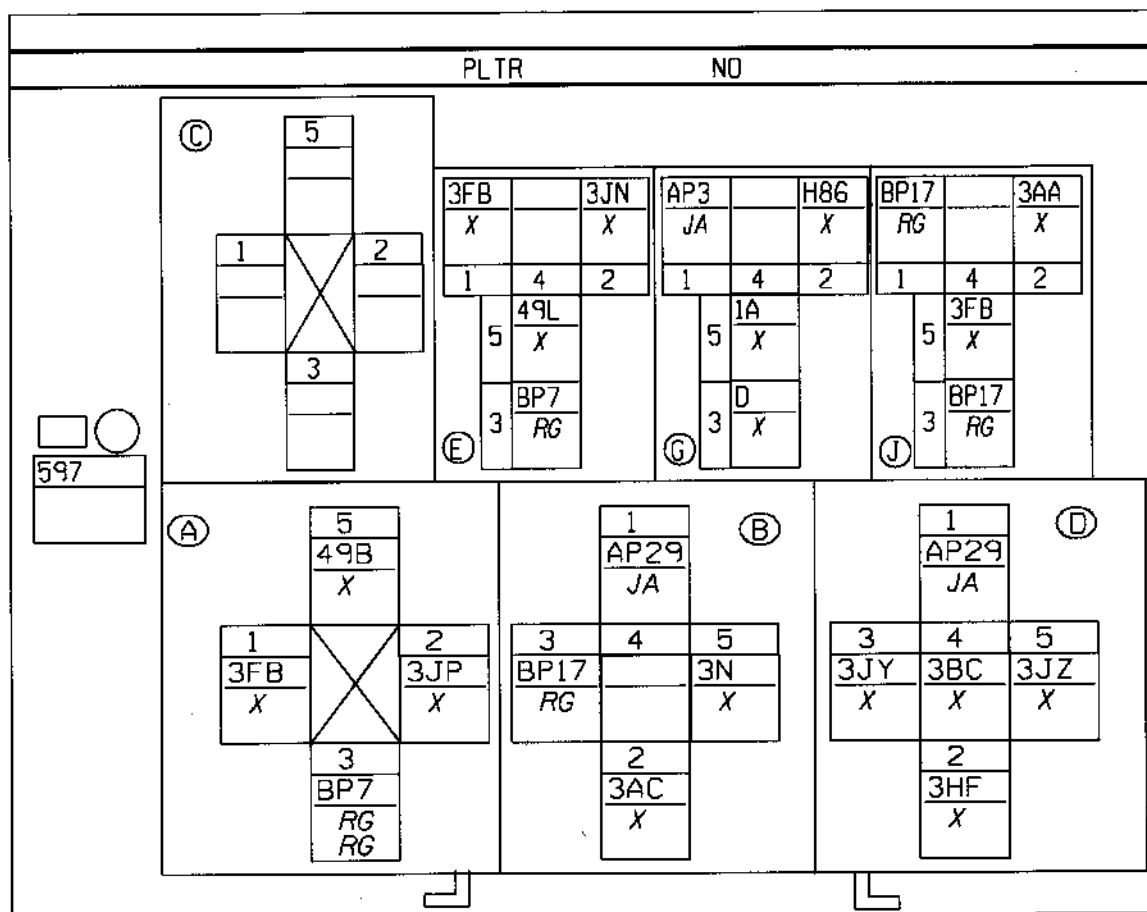 PLTR NO
C
5
1 2
3
3FB 3JN
X X
1 4 2
5 49L
X
3 BP7
RG
E
AP3 H86
JA X
1 4 2
5 1A
X
3 D
X
G
BP17 3AA
RG X
1 4 2
5 3FB
X
3 BP17
RG
J
597
A
5
49B
X
1 2
3FB 3JP
X X
3
BP7
RG
RG
B
1
AP29
JA
3 4 5
BP17 3N
RG X
2
3AC
X
D
1
AP29
JA
3 4 5
3JY 3BC 3JZ
X X X
2
3HF
X